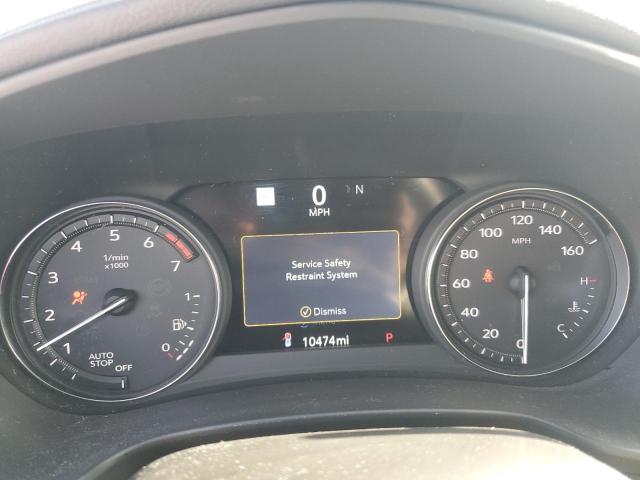 0
MPH
N
Service Safety
Restraint System
Dismiss
10474mi
P
1
2
3
4
5
6
7
1/min
x1000
AUTO
STOP
OFF
1
0
0
20
40
60
80
100
120
140
160
MPH
H
C